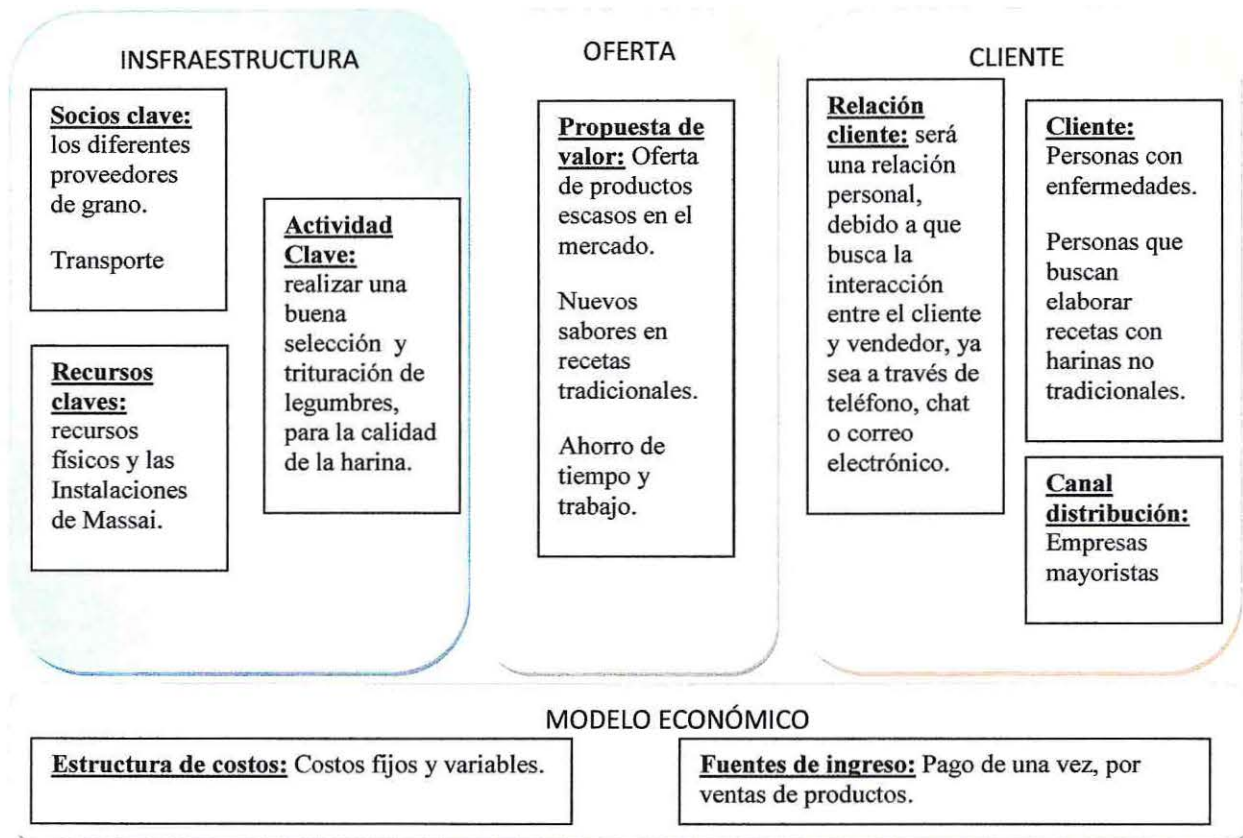 INSFRAESTRUCTURA
Socios clave:
los diferentes
proveedores
de grano.
Transporte
Recursos
claves:
recursos
físicos y las
Instalaciones
de Massai.
Actividad
Clave:
realizar una
buena
selección y
trituración de
legumbres,
para la calidad
de la harina.
OFERTA
Propuesta de
valor: Oferta
de productos
escasos en el
mercado.
Nuevos
sabores en
recetas
tradicionales.
Ahorro de
tiempo y
trabajo.
CLIENTE
Relación
cliente: será
una relación
personal,
debido a que
busca la
interacción
entre el cliente
y vendedor, ya
sea a través de
teléfono, chat
o correo
electrónico.
Cliente:
Personas con
enfermedades.
Personas que
buscan
elaborar
recetas con
harinas no
tradicionales.
Canal
distribución:
Empresas
mayoristas
MODELO ECONÓMICO
Estructura de costos: Costos fijos y variables.
Fuentes de ingreso: Pago de una vez, por
ventas de productos.